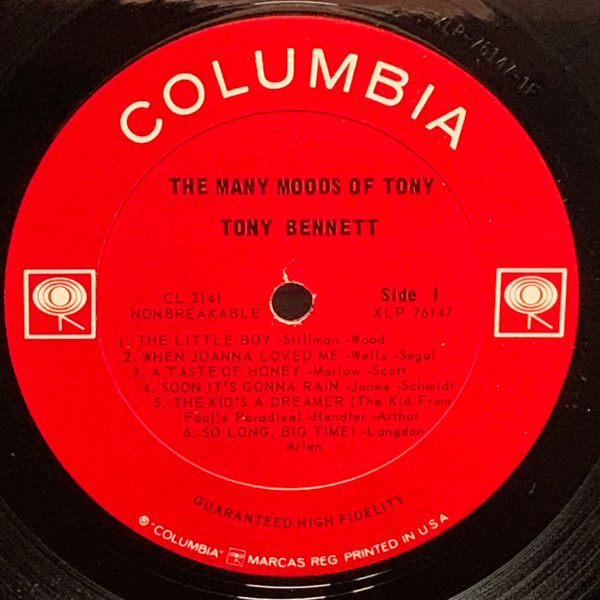 XLP-76147-1F
COLUMBIA
THE MANY MOODS OF TONY
TONY BENNETT
CL 2141
NONBREAKABLE
Side 1
XLP 76147
1. THE LITTLE BOY -Stillman -Wood
2. WHEN JOANNA LOVED ME -Wells -Segal
3. A TASTE OF HONEY -Marlow -Scott
4. SOON IT'S GONNA RAIN -Jones -Schmidt
5. THE KID'S A DREAMER (The Kid From
Fool's Paradise) -Hendler -Arthur
6. SO LONG, BIG TIME! -Langdon
Arlen
GUARANTEED HIGH FIDELITY
® "COLUMBIA" MARCAS REG PRINTED IN U S A